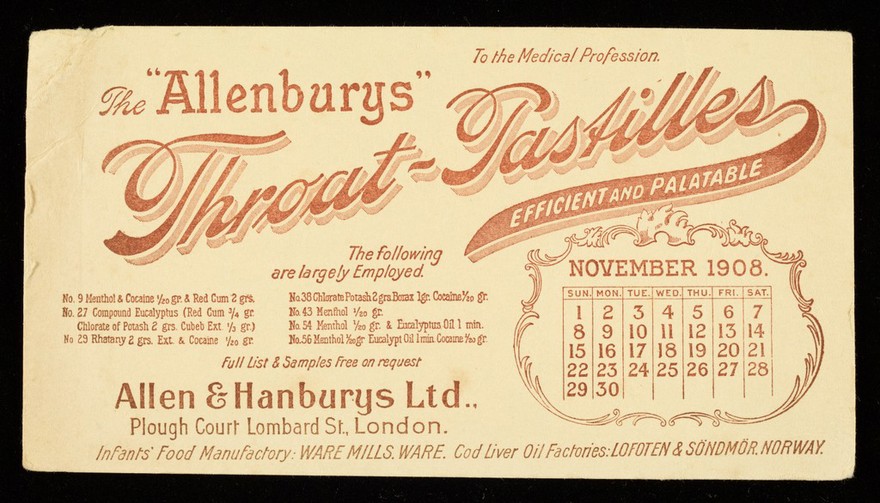 To the Medical Profession.
The "Allenburys"
Throat-Pastilles
EFFICIENT AND PALATABLE
The following
are largely Employed.
No. 9 Menthol & Cocaine 1/20 gr. & Red Gum 2 grs.
No. 27 Compound Eucalyptus (Red Gum 3/4 gr.
Chlorate of Potash 2 grs. Cubeb Ext. 1/3 gr.)
No 29 Rhatany 2 grs. Ext. & Cocaine 1/20 gr.
No. 38 Chlorate Potash 2 grs. Borax 1 gr. Cocaine 1/20 gr.
No. 43 Menthol 1/20 gr.
No. 54 Menthol 1/20 gr. & Eucalyptus Oil 1 min.
No. 56 Menthol 1/20 gr Eucalypt Oil 1 min Cocaine 1/20 gr.
Full List & Samples Free on request
Allen & Hanburys Ltd.,
Plough Court Lombard St., London.
Infants' Food Manufactory: WARE MILLS, WARE. Cod Liver Oil Factories: LOFOTEN & SÖNDMÖR, NORWAY.
NOVEMBER 1908.
SUN. MON. TUE. WED. THU. FRI. SAT.
1 2 3 4 5 6 7
8 9 10 11 12 13 14
15 16 17 18 19 20 21
22 23 24 25 26 27 28
29 30